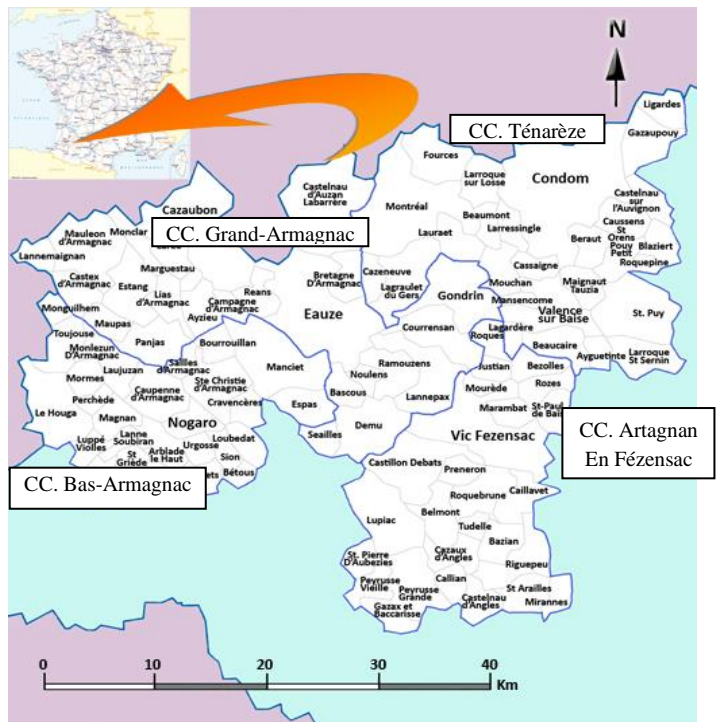 N
CC. Ténarèze
Ligardes
Gazaupouy
Fources
Larroque
sur Losse
Condom
Castelnau
d'Auzan
Labarrère
Cazaubon
CC. Grand-Armagnac
Montréal
Beaumont
Larressingle
Lauraet
Castelnau
sur
l'Auvignon
Caussens
St
Orens
Pouy
Petit
Blaziert
Roquepine
Beraut
Mauleon
d'Armagnac
Monclar
Lannemaignan
Marguestau
Castex
d'Armagnac
Estang
Lias
d'Armagnac
Campagne
d'Armagnac
Reans
Ayzieu
Bretagne
D'Armagnac
Cazeneuve
Lagraulet
du Gers
Eauze
Gondrin
Cassaigne
Mouchan
Mansencome
Maignaut
Tauzia
Valence
sur Baise
St. Puy
Monguilhem
Toujouse
Maupas
Panjas
Monlezun
D'Armagnac
Bourrouillan
Courrensan
Roques
Lagardère
Beaucaire
Ayguetinte
Larroque
St Sernin
Laujuzan
Salles
d'Armagnac
Manciet
Ramouzens
Noulens
Justian
Bezolles
Mormes
Caupenne
d'Armagnac
Ste Christie
d'Armagnac
Perchède
Cravencères
Espas
Bascous
Lannepax
Mourède
Rozes
Marambat
St-Paul
de Bais
Le Houga
Magnan
Nogaro
Seailles
Demu
Vic Fezensac
CC. Artagnan
En Fézensac
Luppé
Violles
Lanne
Soubiran
Arblade
le Haut
Urgosse
Loubedat
St
Griède
Sion
Bétous
CC. Bas-Armagnac
ets
Castillon Debats
Preneron
Roquebrune
Caillavet
Belmont
Lupiac
Tudelle
Bazian
St. Pierre
D'Aubezies
Cazaux
d'Angles
Riguepeu
Peyrusse
Vieille
Callian
Peyrusse
Grande
St Arailles
Castelnau
d'Angles
Mirannes
Gazax et
Baccarisse
0 10 20 30 40
Km